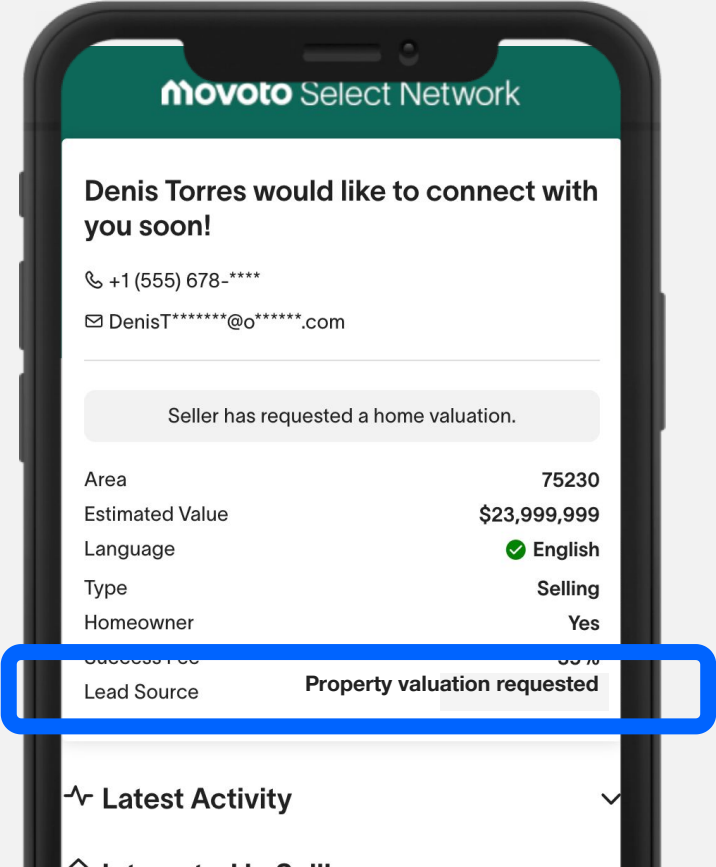 movoto Select Network
Denis Torres would like to connect with
you soon!
+1 (555) 678-****
DenisT*******@o******.com
Seller has requested a home valuation.
Area 75230
Estimated Value $23,999,999
Language English
Type Selling
Homeowner Yes
Success Fee
Lead Source Property valuation requested
Latest Activity